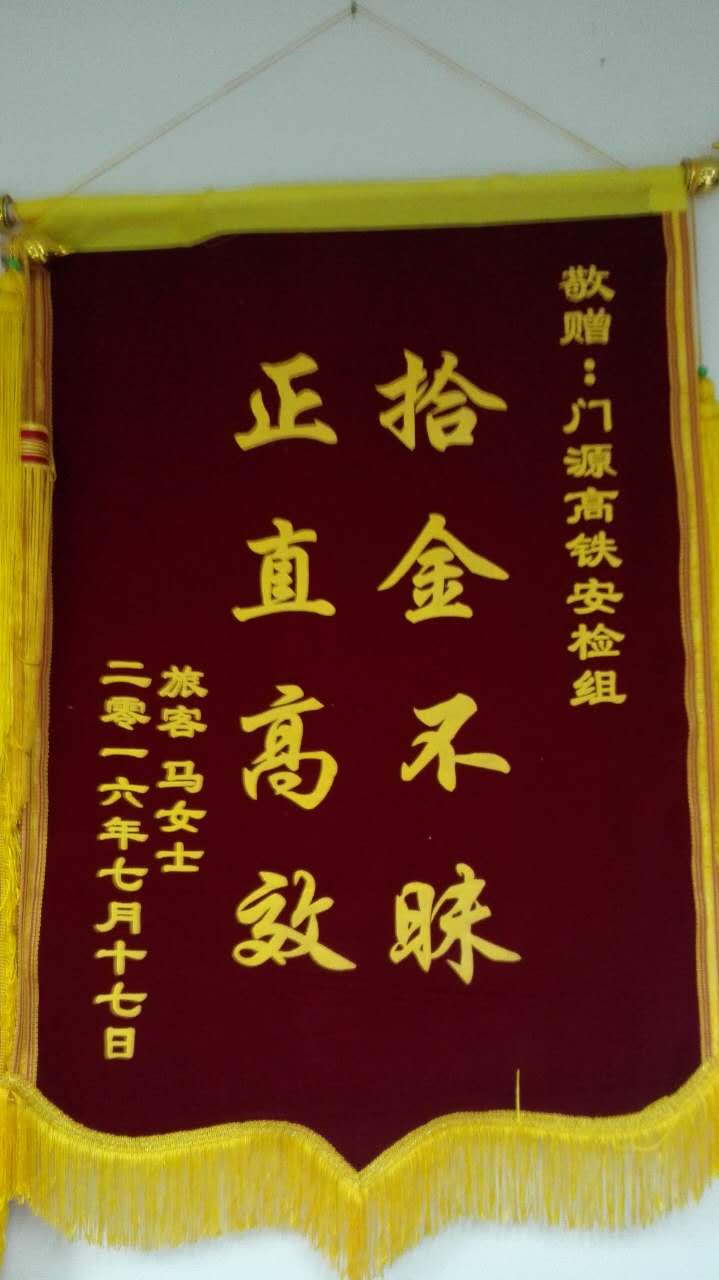 敬赠：门源高铁安检组
拾金不昧
正直高效
旅客 马女士
二零一六年七月十七日